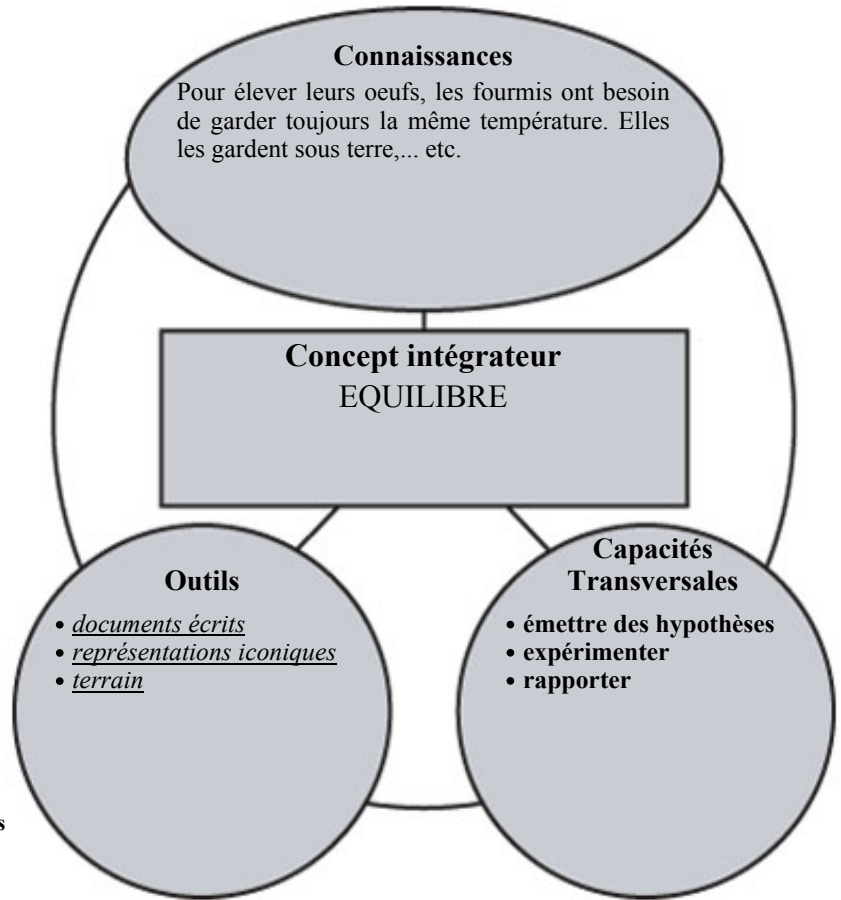 Connaissances
Pour élever leurs oeufs, les fourmis ont besoin
de garder toujours la même température. Elles
les gardent sous terre,... etc.
Concept intégrateur
EQUILIBRE
Outils
• documents écrits
• représentations iconiques
• terrain
Capacités
Transversales
• émettre des hypothèses
• expérimenter
• rapporter
s